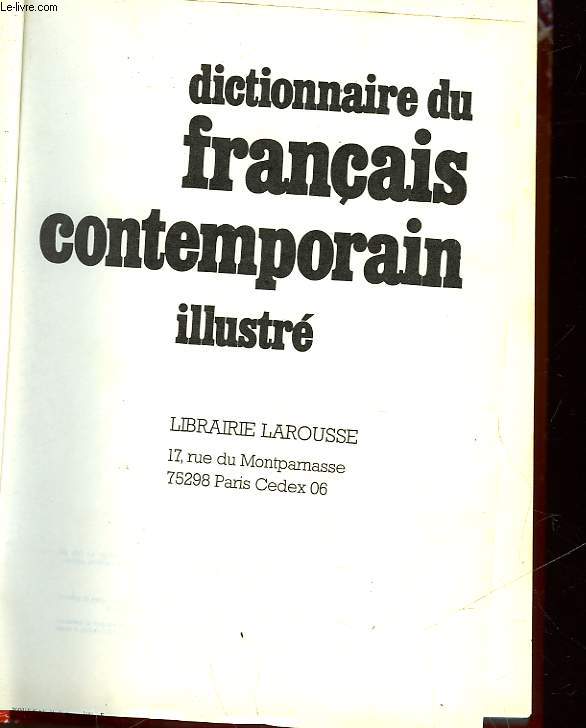 Le-livre.com
dictionnaire du
français
contemporain
illustré
LIBRAIRIE LAROUSSE
17, rue du Montparnasse
75298 Paris Cedex 06